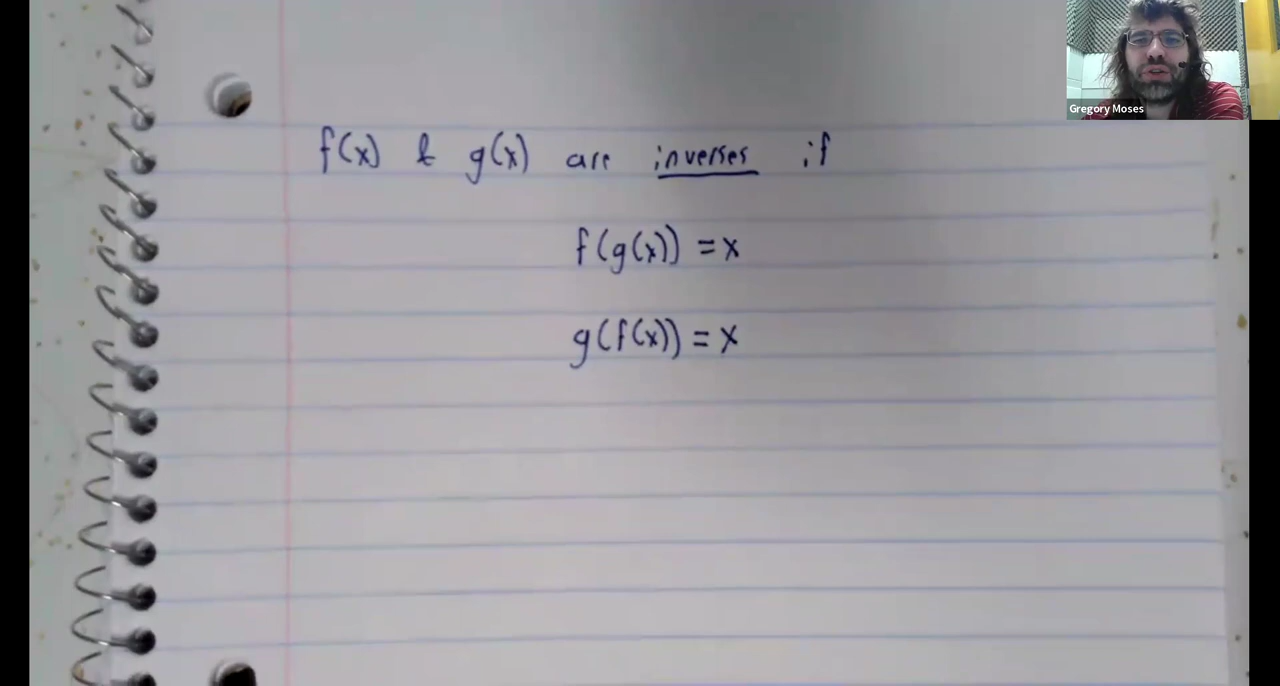 Gregory Moses
f(x) & g(x) are inverses if
f(g(x)) = x
g(f(x)) = x